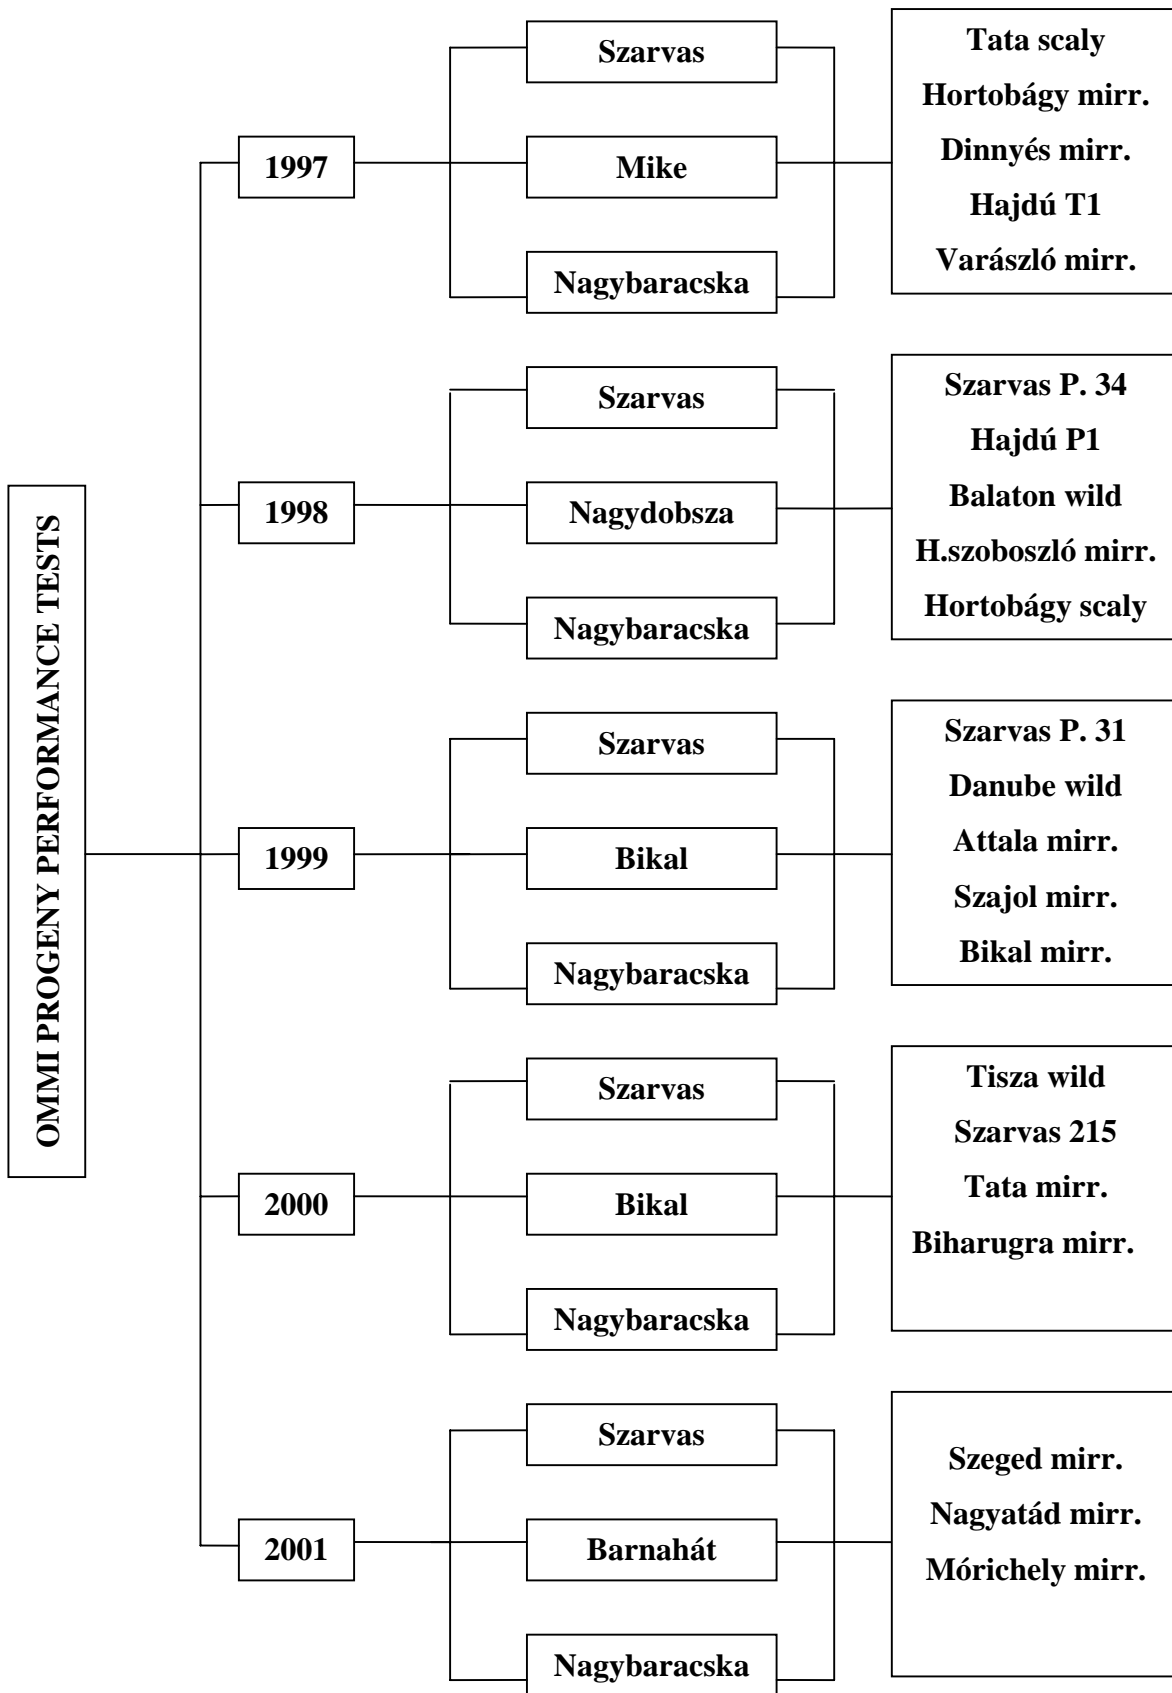 OMMI PROGENY PERFORMANCE TESTS
1997
Szarvas
Mike
Nagybaracska
Tata scaly
Hortobágy mirr.
Dinnyés mirr.
Hajdú T1
Varászló mirr.
1998
Szarvas
Nagydobsza
Nagybaracska
Szarvas P. 34
Hajdú P1
Balaton wild
H.szoboszló mirr.
Hortobágy scaly
1999
Szarvas
Bikal
Nagybaracska
Szarvas P. 31
Danube wild
Attala mirr.
Szajol mirr.
Bikal mirr.
2000
Szarvas
Bikal
Nagybaracska
Tisza wild
Szarvas 215
Tata mirr.
Biharugra mirr.
2001
Szarvas
Barnahát
Nagybaracska
Szeged mirr.
Nagyatád mirr.
Mórichely mirr.